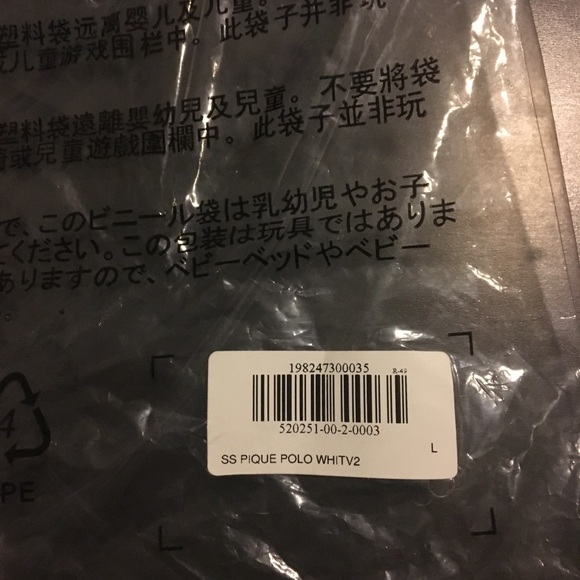 塑料袋远离婴儿及儿童。
儿童游戏围栏中。此袋子并非玩
塑料袋遠離嬰幼兒及兒童。不要將袋
或兒童遊戲圍欄中。此袋子並非玩
で、このビニール袋は乳幼児やお子
てください。この包装は玩具ではありま
ありますので、ベビーベッドやベビー
。
198247300035 R-49
520251-00-2-0003
SS PIQUE POLO WHITV2 L
4
PE